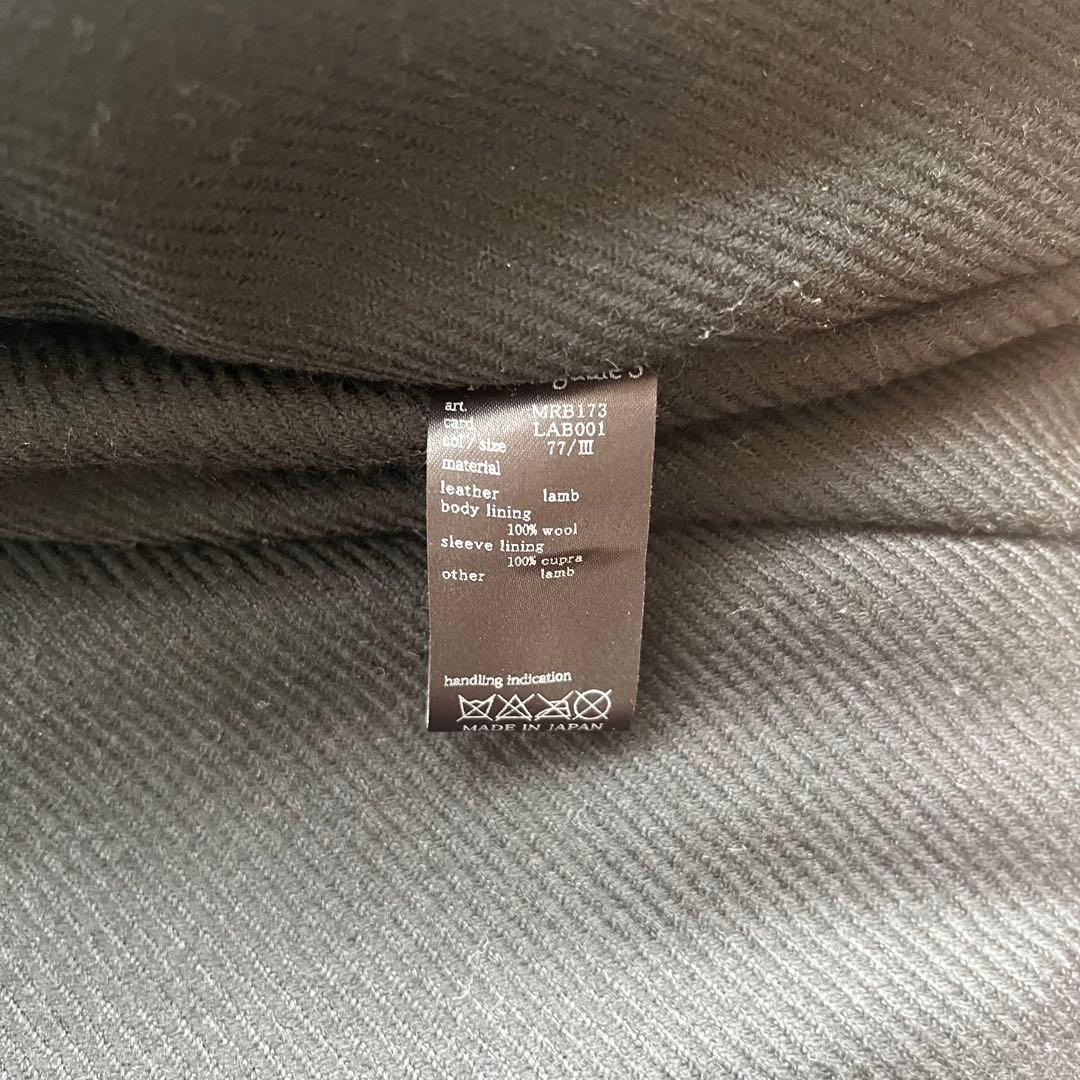 art. MRB173
card LAB001
col / size 77/Ⅲ
material
leather lamb
body lining
100% wool
sleeve lining
100% cupra
other lamb
handling indication
MADE IN JAPAN